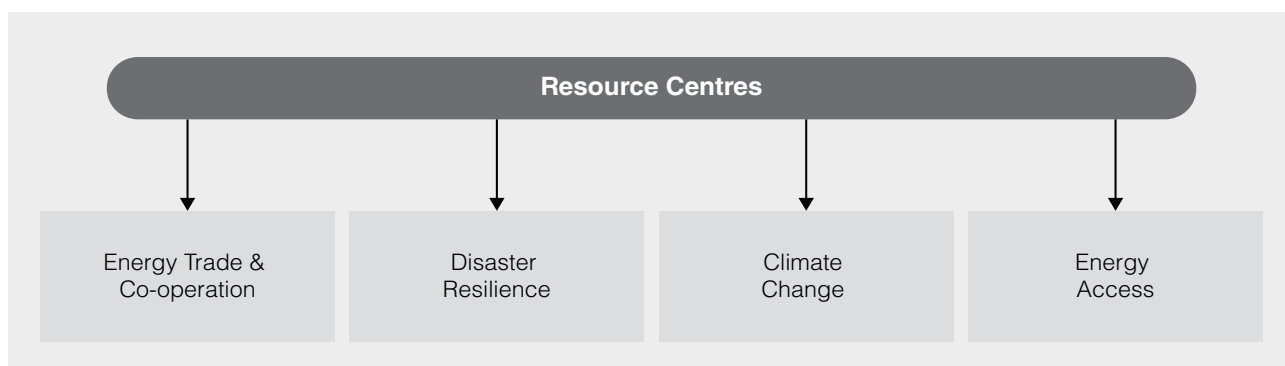 Resource Centres
Energy Trade &
Co-operation
Disaster
Resilience
Climate
Change
Energy
Access